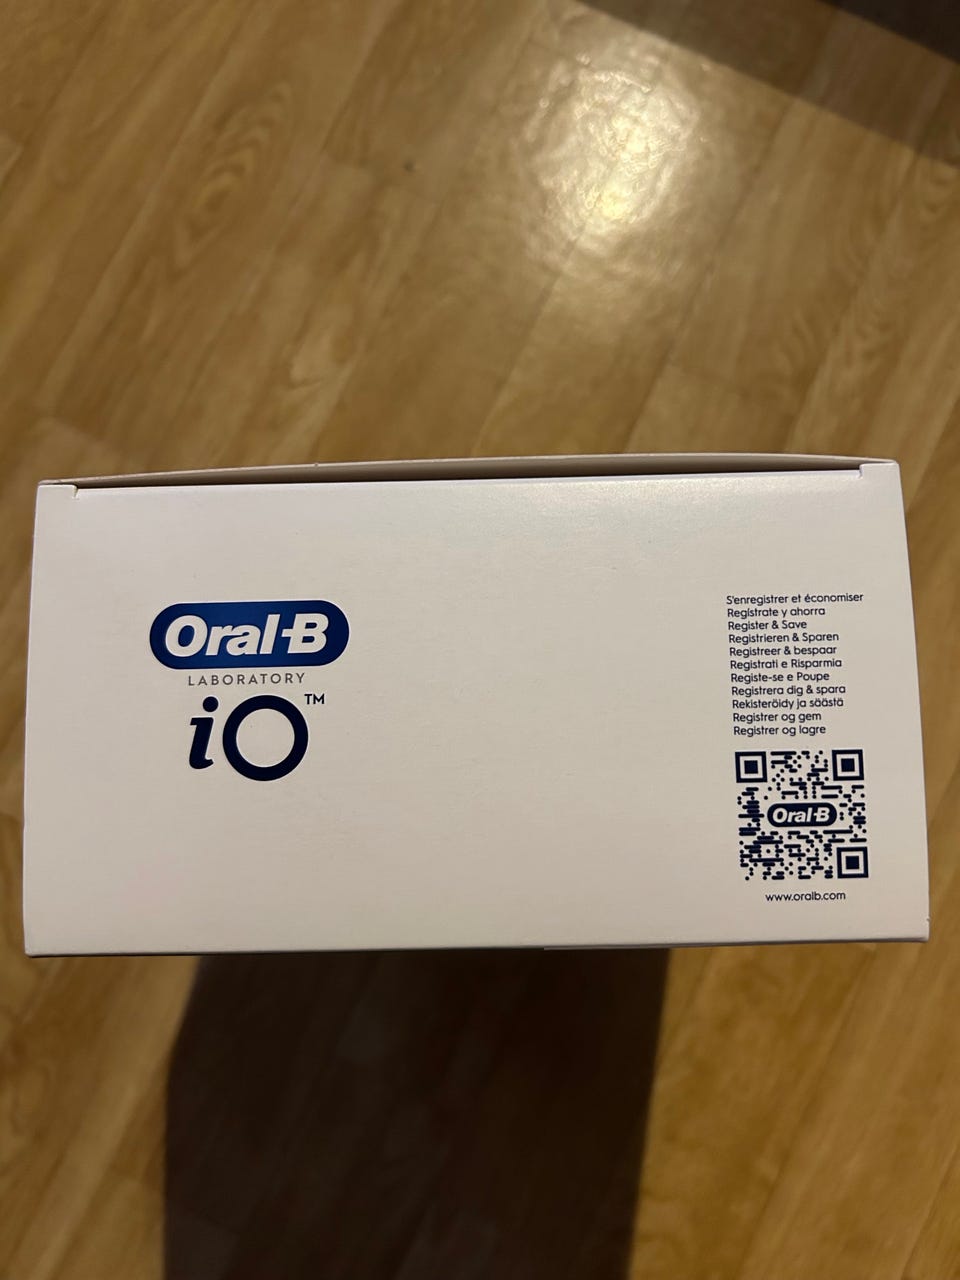 Oral-B
LABORATORY
iO™
S'enregistrer et économiser
Regístrate y ahorra
Register & Save
Registrieren & Sparen
Registreer & bespaar
Registrati e Risparmia
Registe-se e Poupe
Registrera dig & spara
Rekisteröidy ja säästä
Registrer og gem
Registrer og lagre
Oral-B
www.oralb.com